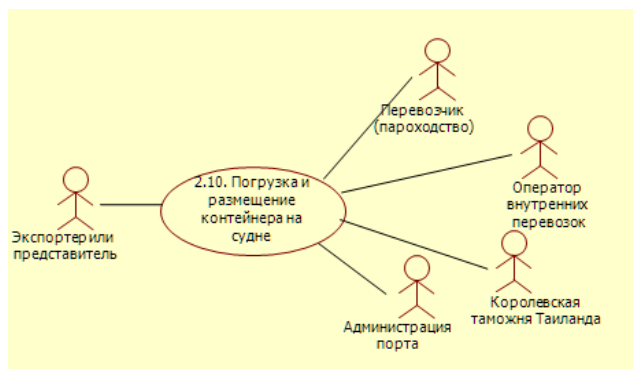 Перевозчик
(пароходство)
2.10. Погрузка и
размещение
контейнера на
судне
Оператор
внутренних
перевозок
Экспортер или
представитель
Королевская
таможня Таиланда
Администрация
порта